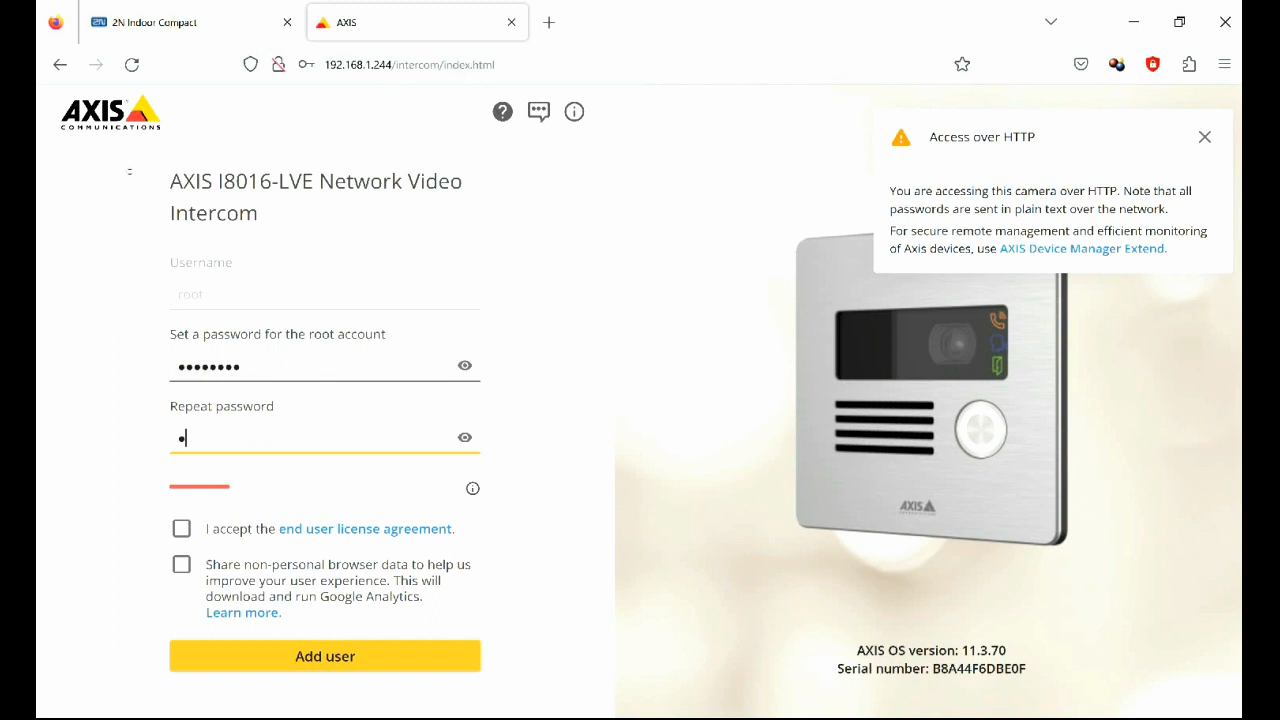 2N 2N Indoor Compact
AXIS
192.168.1.244/intercom/index.html
AXIS
COMMUNICATIONS
AXIS I8016-LVE Network Video
Intercom
Username
root
Set a password for the root account
Repeat password
I accept the end user license agreement.
Share non-personal browser data to help us
improve your user experience. This will
download and run Google Analytics.
Learn more.
Add user
Access over HTTP
You are accessing this camera over HTTP. Note that all
passwords are sent in plain text over the network.
For secure remote management and efficient monitoring
of Axis devices, use AXIS Device Manager Extend.
AXIS
AXIS OS version: 11.3.70
Serial number: B8A44F6DBE0F